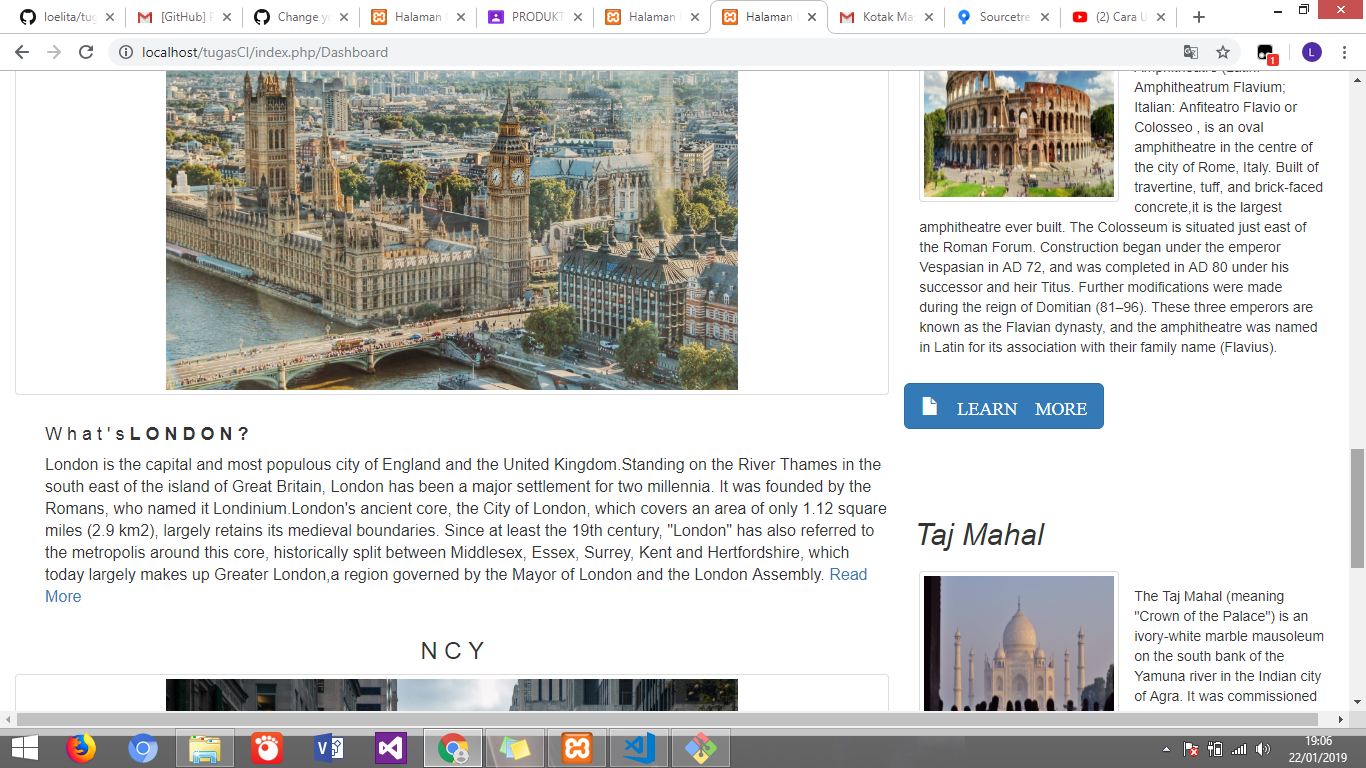 loelita/tug
[GitHub] P
Change yo
Halaman
PRODUKT
Halaman
Halaman
Kotak Ma
Sourcetre
(2) Cara U
localhost/tugasCI/index.php/Dashboard
1
L
What'sLONDON?
London is the capital and most populous city of England and the United Kingdom.Standing on the River Thames in the
south east of the island of Great Britain, London has been a major settlement for two millennia. It was founded by the
Romans, who named it Londinium.London's ancient core, the City of London, which covers an area of only 1.12 square
miles (2.9 km2), largely retains its medieval boundaries. Since at least the 19th century, "London" has also referred to
the metropolis around this core, historically split between Middlesex, Essex, Surrey, Kent and Hertfordshire, which
today largely makes up Greater London,a region governed by the Mayor of London and the London Assembly. Read
More
NCY
Amphitheatre (Latin:
Amphitheatrum Flavium;
Italian: Anfiteatro Flavio or
Colosseo , is an oval
amphitheatre in the centre of
the city of Rome, Italy. Built of
travertine, tuff, and brick-faced
concrete,it is the largest
amphitheatre ever built. The Colosseum is situated just east of
the Roman Forum. Construction began under the emperor
Vespasian in AD 72, and was completed in AD 80 under his
successor and heir Titus. Further modifications were made
during the reign of Domitian (81–96). These three emperors are
known as the Flavian dynasty, and the amphitheatre was named
in Latin for its association with their family name (Flavius).
LEARN MORE
Taj Mahal
The Taj Mahal (meaning
"Crown of the Palace") is an
ivory-white marble mausoleum
on the south bank of the
Yamuna river in the Indian city
of Agra. It was commissioned
19:06
22/01/2019